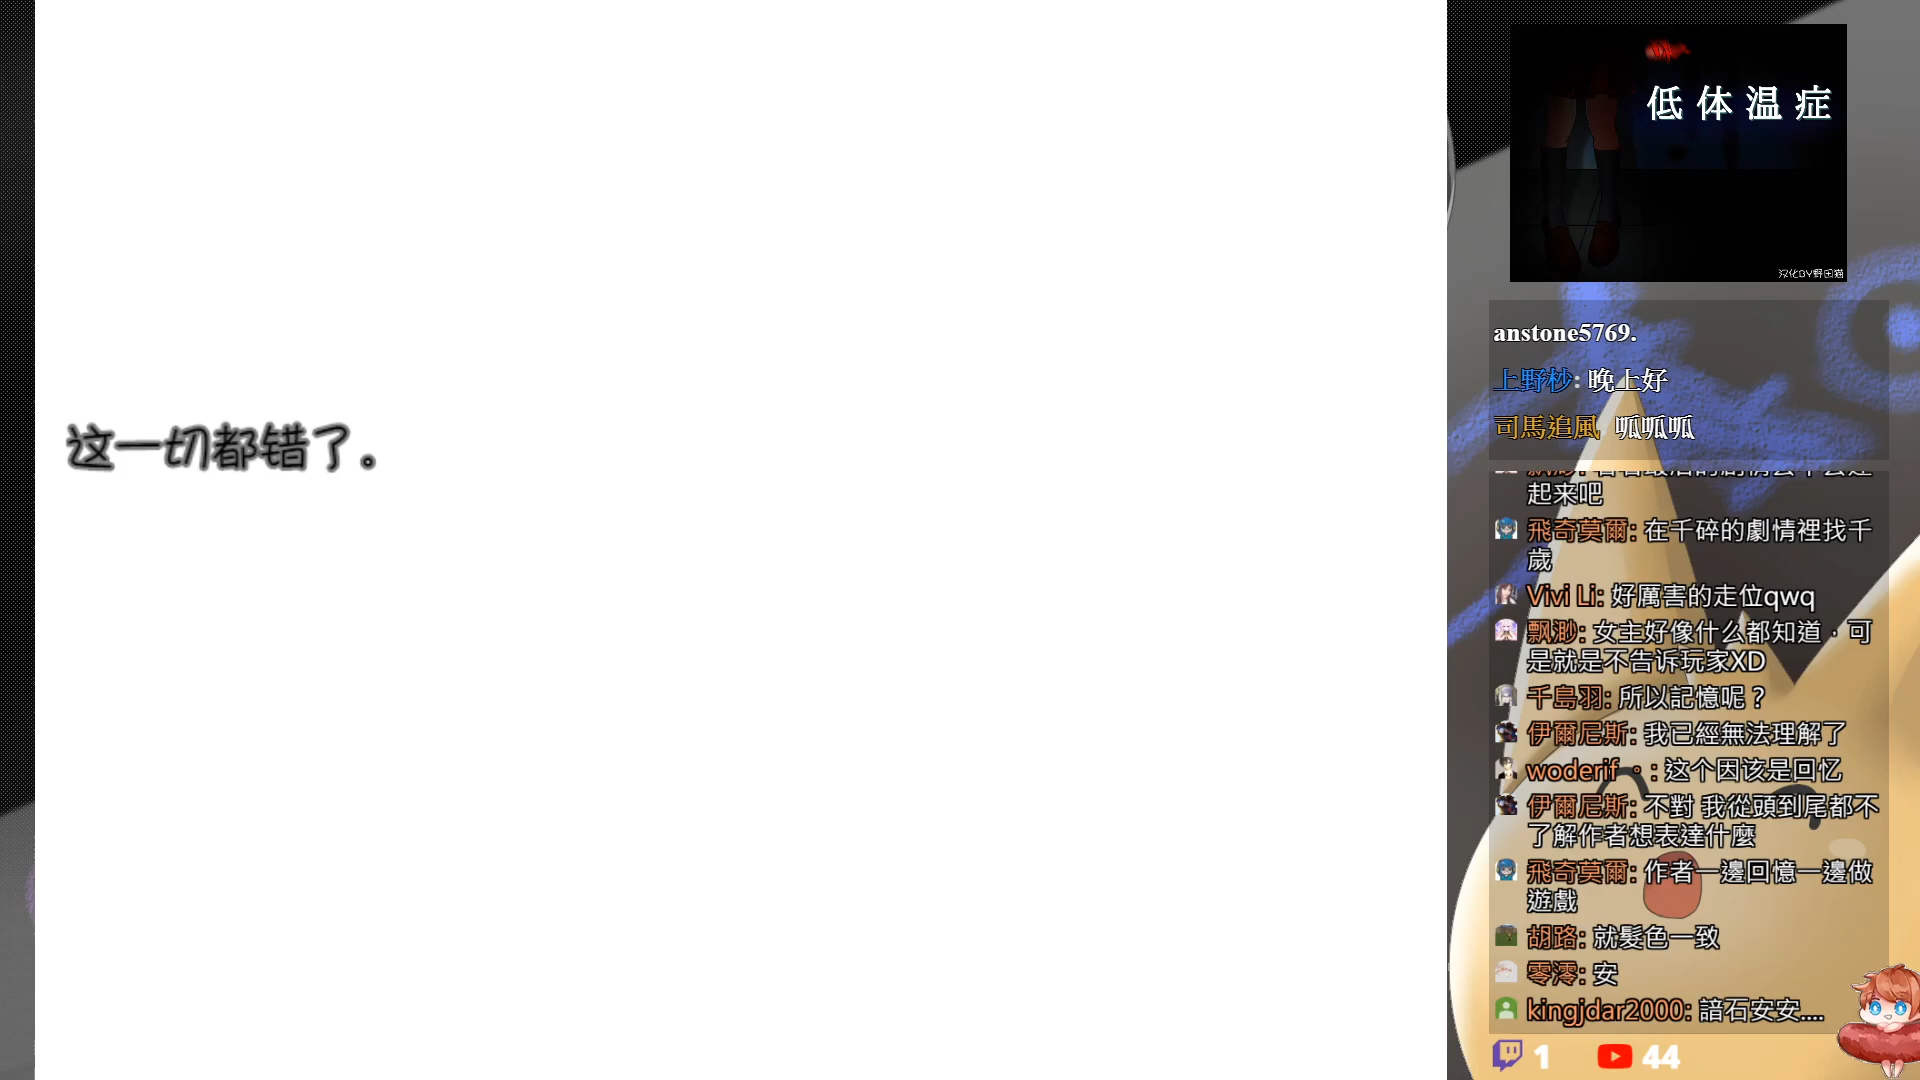 这一切都错了。
低体温症
汉化BY野田猫
anstone5769.
上野杪: 晚上好
司馬追風 呱呱呱
起来吧
飛奇莫爾: 在千碎的劇情裡找千
歲
Vivi Li: 好厲害的走位qwq
飘渺: 女主好像什么都知道，可
是就是不告诉玩家XD
千島羽: 所以記憶呢？
伊爾尼斯: 我已經無法理解了
woderif 。: 这个因该是回忆
伊爾尼斯: 不對 我從頭到尾都不
了解作者想表達什麼
飛奇莫爾: 作者一邊回憶一邊做
遊戲
胡路: 就髮色一致
零澪: 安
kingjdar2000: 諳石安安....
1 44